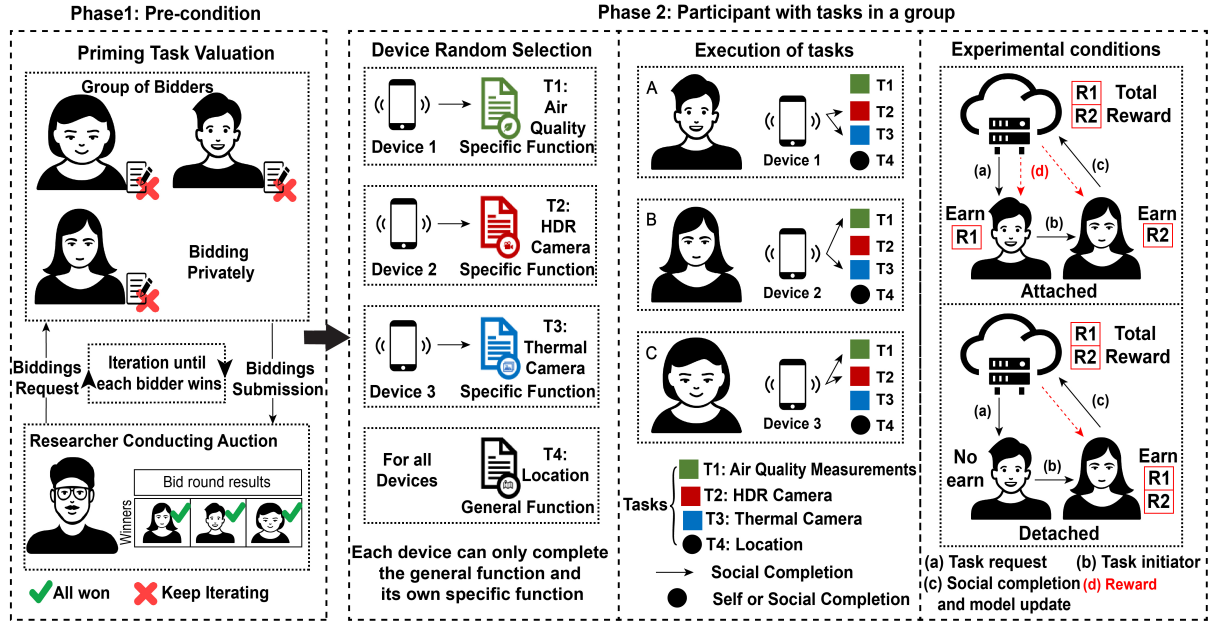 Phase1: Pre-condition
Phase 2: Participant with tasks in a group
Priming Task Valuation
Group of Bidders
Bidding
Privately
Biddings
Request
Iteration until
each bidder wins
Biddings
Submission
Researcher Conducting Auction
Bid round results
Winners
All won
Keep Iterating
Device Random Selection
Device 1
T1:
Air
Quality
Specific Function
Device 2
T2:
HDR
Camera
Specific Function
Device 3
T3:
Thermal
Camera
Specific Function
For all
Devices
T4:
Location
General Function
Each device can only complete
the general function and
its own specific function
Execution of tasks
A
Device 1
T1
T2
T3
T4
B
Device 2
T1
T2
T3
T4
C
Device 3
T1
T2
T3
T4
Tasks
T1: Air Quality Measurements
T2: HDR Camera
T3: Thermal Camera
T4: Location
Social Completion
Self or Social Completion
Experimental conditions
R1 Total
R2 Reward
(a)
(d)
(c)
Earn
R1
(b)
Earn
R2
Attached
R1 Total
R2 Reward
(a)
(c)
No
earn
(b)
Earn
R1
R2
Detached
(a) Task request
(b) Task initiator
(c) Social completion
and model update
(d) Reward